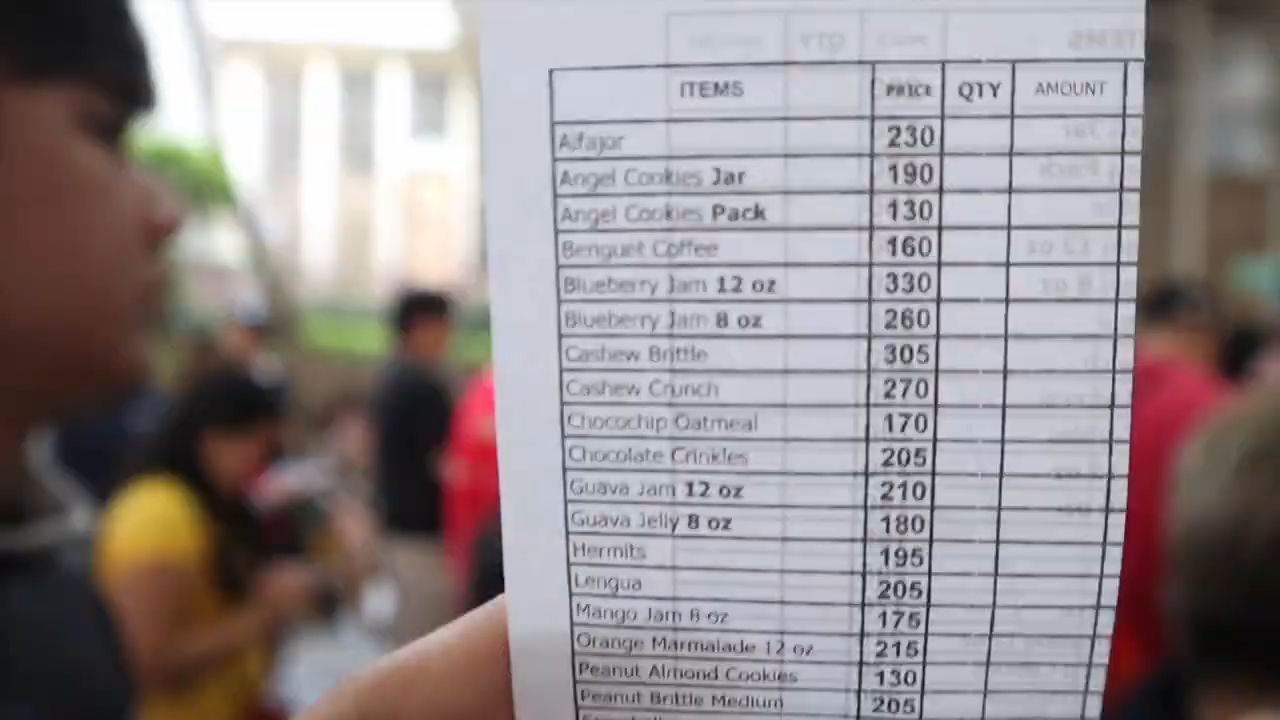 ITEMS PRICE QTY AMOUNT
Alfajor 230
Angel Cookies Jar 190
Angel Cookies Pack 130
Benguet Coffee 160
Blueberry Jam 12 oz 330
Blueberry Jam 8 oz 260
Cashew Brittle 305
Cashew Crunch 270
Chocochip Oatmeal 170
Chocolate Crinkles 205
Guava Jam 12 oz 210
Guava Jelly 8 oz 180
Hermits 195
Lengua 205
Mango Jam 8 oz 175
Orange Marmalade 12 oz 215
Peanut Almond Cookies 130
Peanut Brittle Medium 205